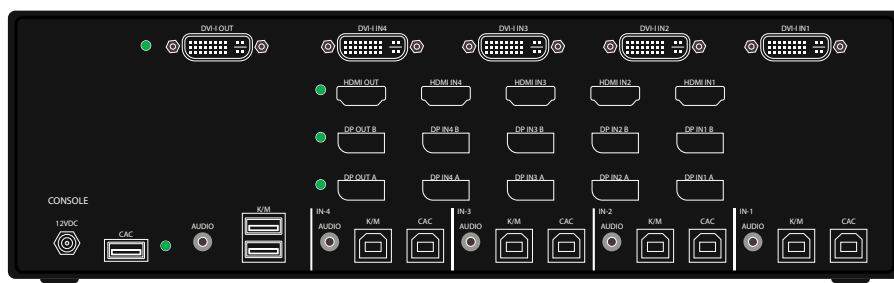 DVI-I OUT DVI-I IN4 DVI-I IN3 DVI-I IN2 DVI-I IN1
HDMI OUT HDMI IN4 HDMI IN3 HDMI IN2 HDMI IN1
DP OUT B DP IN4 B DP IN3 B DP IN2 B DP IN1 B
DP OUT A DP IN4 A DP IN3 A DP IN2 A DP IN1 A
CONSOLE
K/M IN-4 IN-3 IN-2 IN-1
12VDC CAC AUDIO AUDIO K/M CAC AUDIO K/M CAC AUDIO K/M CAC AUDIO K/M CAC